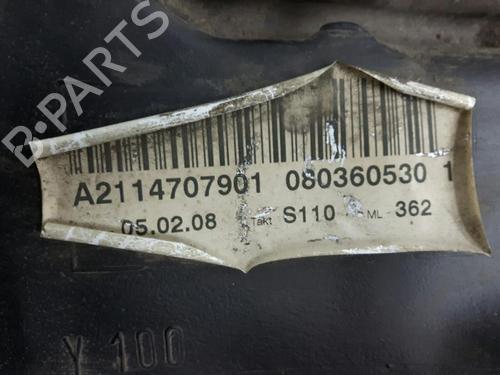 B-PARTS
A2114707901 080360530 1
05.02.08 Takt S110 ML - 362
Y 100